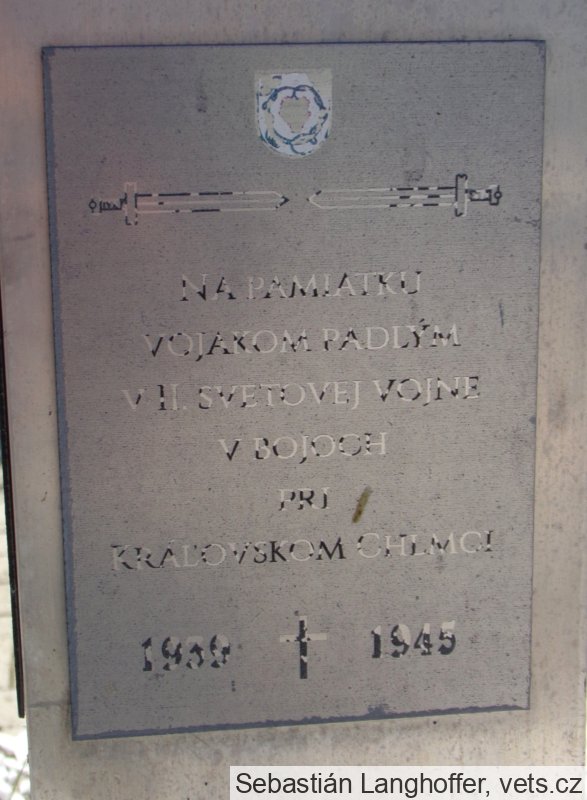 NA PAMIATKU
VOJAKOM PADLÝM
V II. SVETOVEJ VOJNE
V BOJOCH
PRI
KRÁĽOVSKOM CHLMCI
1939 1945
Sebastián Langhoffer, vets.cz